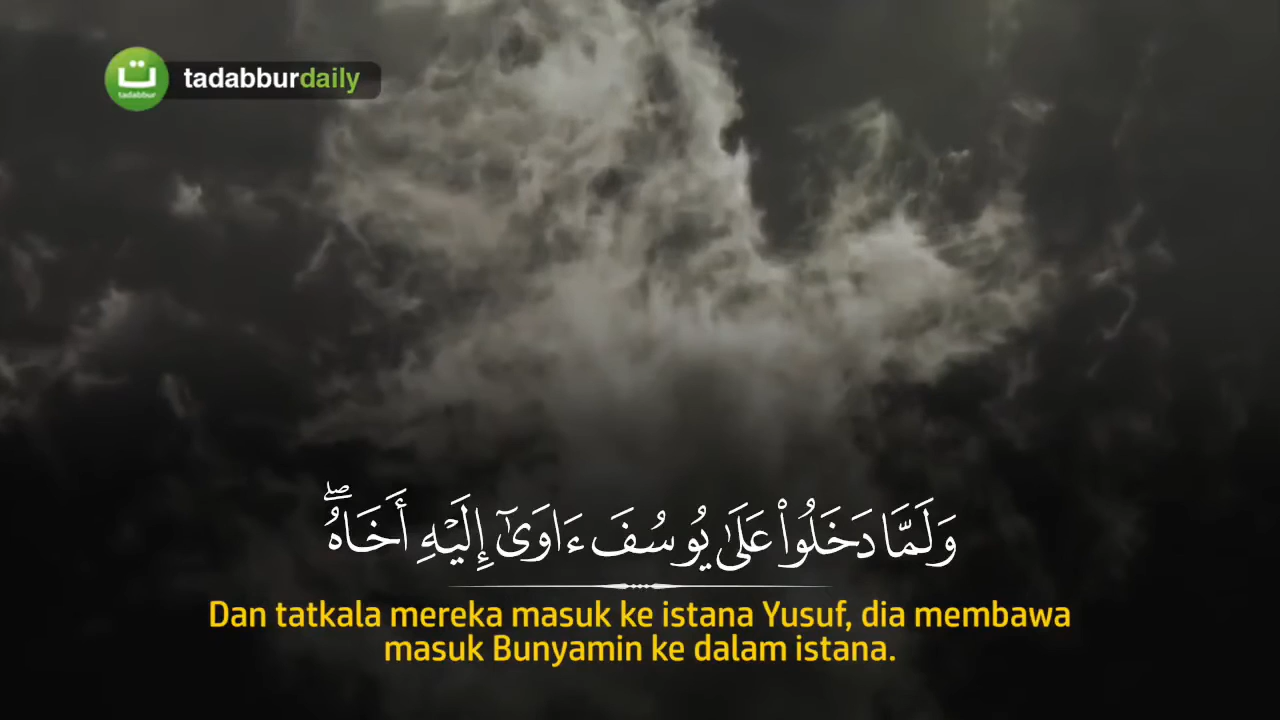 ت
tadabbur
tadabburdaily
وَلَمَّا دَخَلُوا۟ عَلَىٰ يُوسُفَ ءَاوَىٰٓ إِلَيْهِ أَخَاهُ ۖ
Dan tatkala mereka masuk ke istana Yusuf, dia membawa
masuk Bunyamin ke dalam istana.